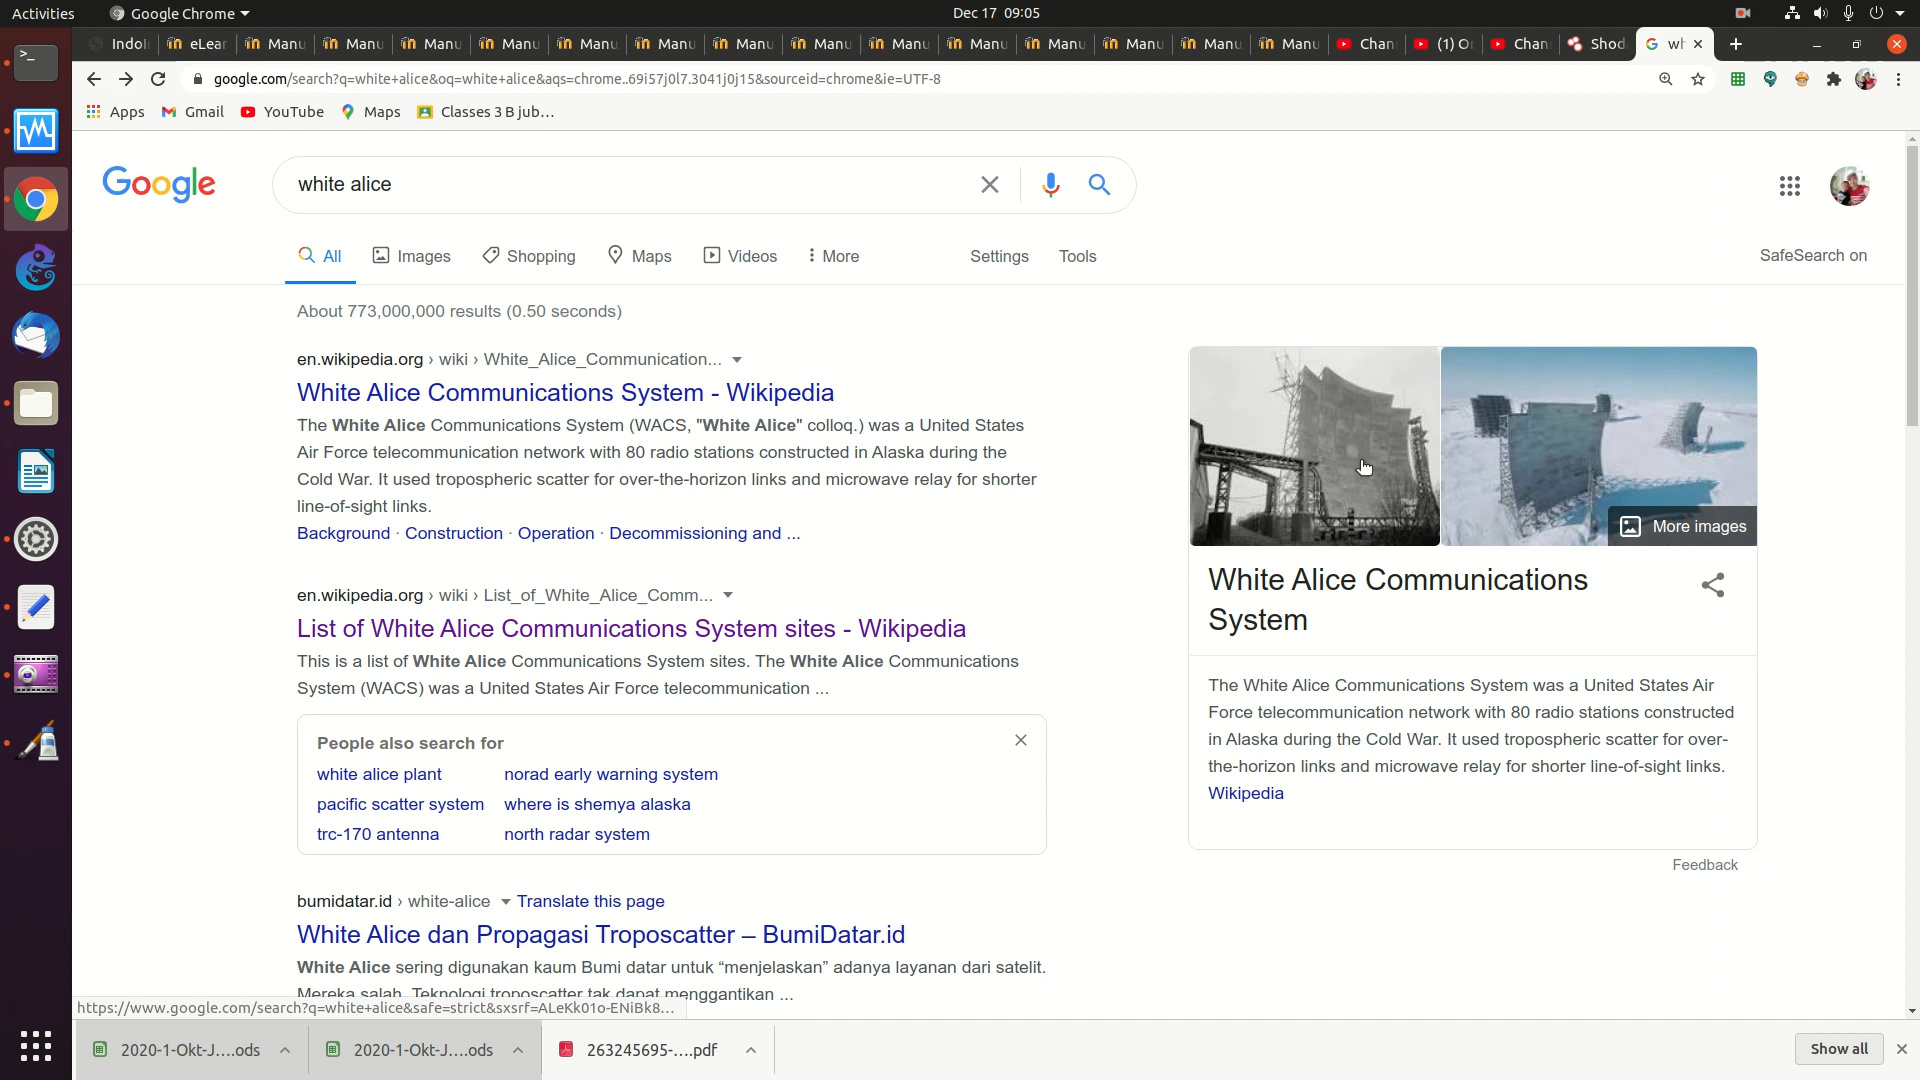 Activities
Google Chrome
Dec 17 09:05
Indo
eLear
Manu
Manu
Manu
Manu
Manu
Manu
Manu
Manu
Manu
Manu
Manu
Manu
Manu
Manu
Chan
(1)
Chan
Shod
wh
google.com/search?q=white+alice&oq=white+alice&aqs=chrome..69i57j0l7.3041j0j15&sourceid=chrome&ie=UTF-8
Apps
Gmail
YouTube
Maps
Classes 3 B jub...
Google
white alice
All
Images
Shopping
Maps
Videos
More
Settings
Tools
SafeSearch on
About 773,000,000 results (0.50 seconds)
en.wikipedia.org › wiki › White_Alice_Communication...
White Alice Communications System - Wikipedia
The White Alice Communications System (WACS, "White Alice" colloq.) was a United States
Air Force telecommunication network with 80 radio stations constructed in Alaska during the
Cold War. It used tropospheric scatter for over-the-horizon links and microwave relay for shorter
line-of-sight links.
Background · Construction · Operation · Decommissioning and ...
en.wikipedia.org › wiki › List_of_White_Alice_Comm...
List of White Alice Communications System sites - Wikipedia
This is a list of White Alice Communications System sites. The White Alice Communications
System (WACS) was a United States Air Force telecommunication ...
People also search for
white alice plant
norad early warning system
pacific scatter system
where is shemya alaska
trc-170 antenna
north radar system
bumidatar.id › white-alice
Translate this page
White Alice dan Propagasi Troposcatter – BumiDatar.id
White Alice sering digunakan kaum Bumi datar untuk “menjelaskan” adanya layanan dari satelit.
Mereka salah. Teknologi troposcatter tak dapat menggantikan ...
More images
White Alice Communications
System
The White Alice Communications System was a United States Air
Force telecommunication network with 80 radio stations constructed
in Alaska during the Cold War. It used tropospheric scatter for over-
the-horizon links and microwave relay for shorter line-of-sight links.
Wikipedia
Feedback
https://www.google.com/search?q=white+alice&safe=strict&sxsrf=ALeKk01o-ENiBk8...
2020-1-Okt-J....ods
2020-1-Okt-J....ods
263245695-....pdf
Show all